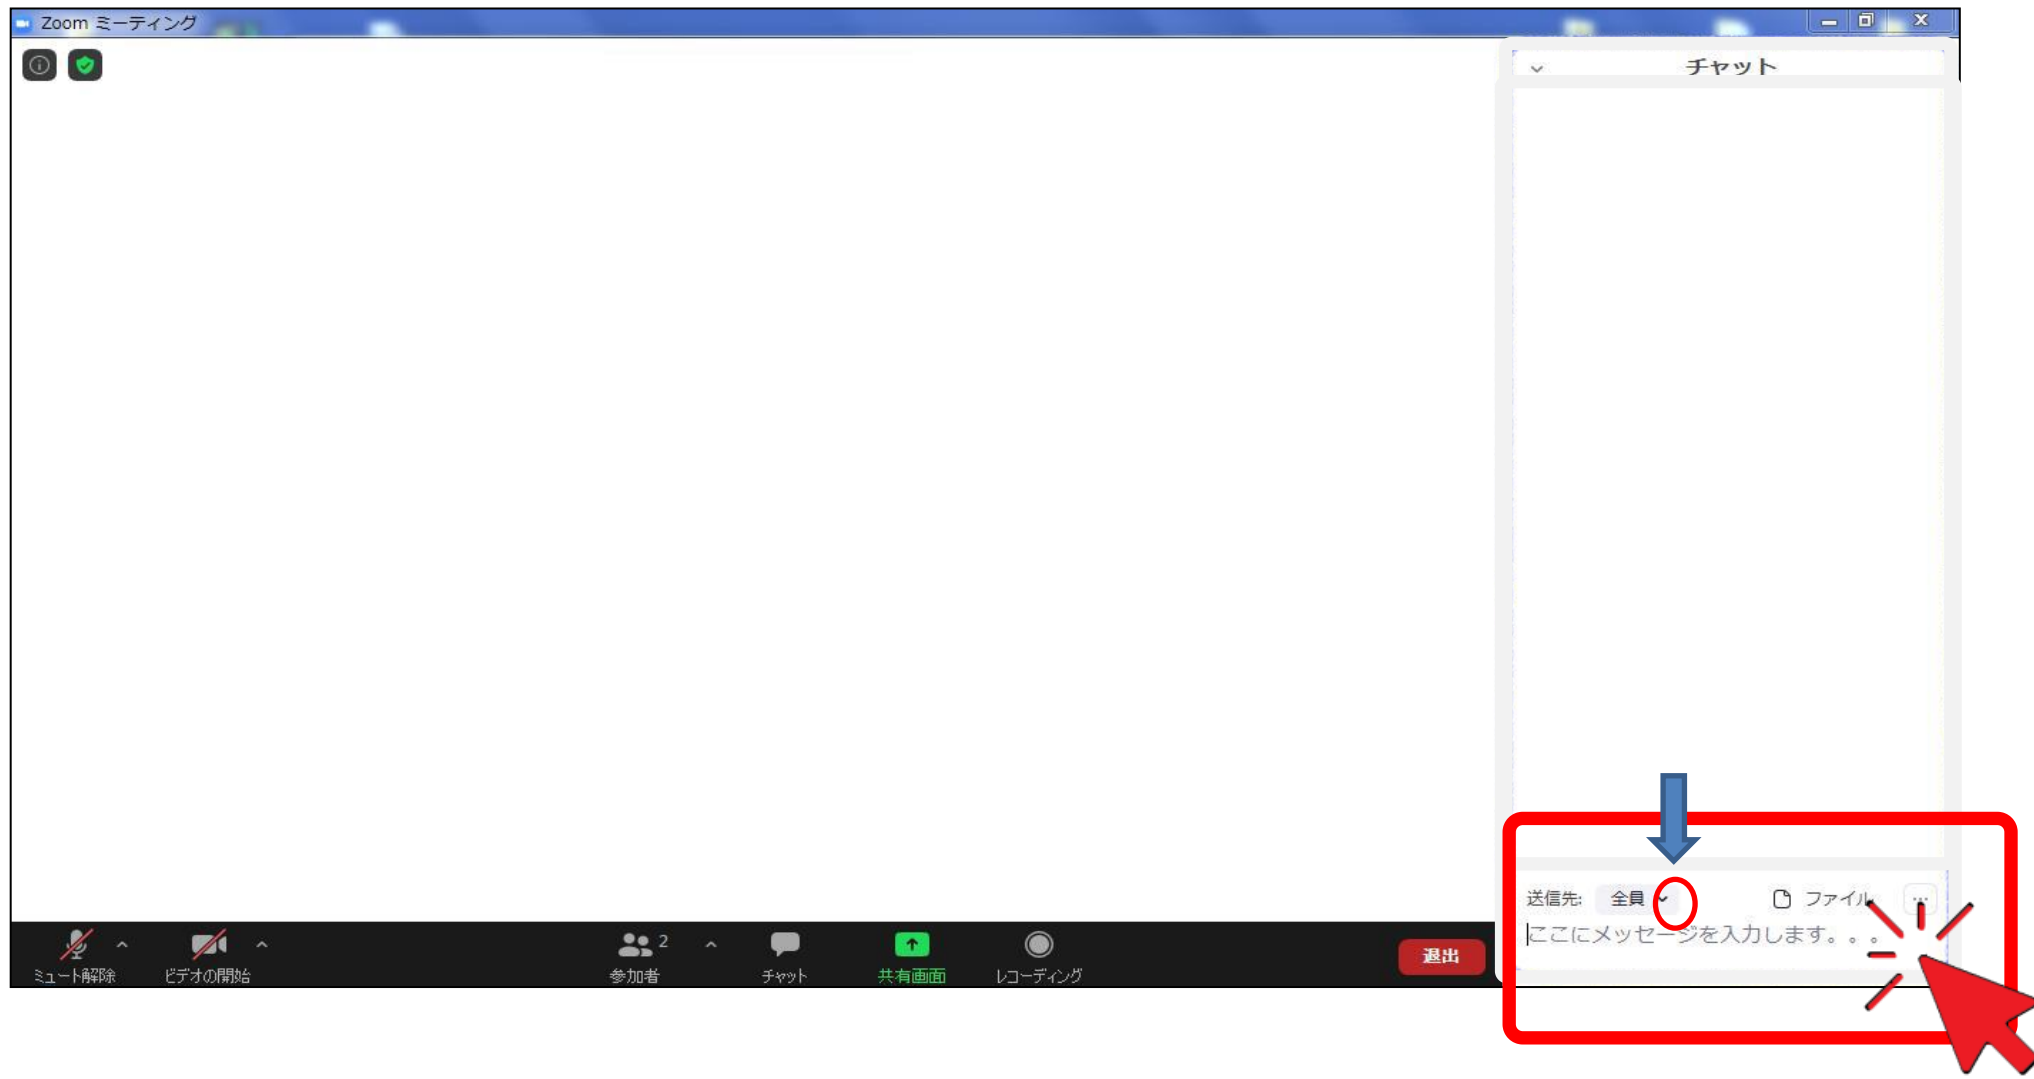 Zoom ミーティング
チャット
送信先: 全員 ファイル
ここにメッセージを入力します。。。
2
ミュート解除 ビデオの開始 参加者 チャット 共有画面 レコーディング 退出